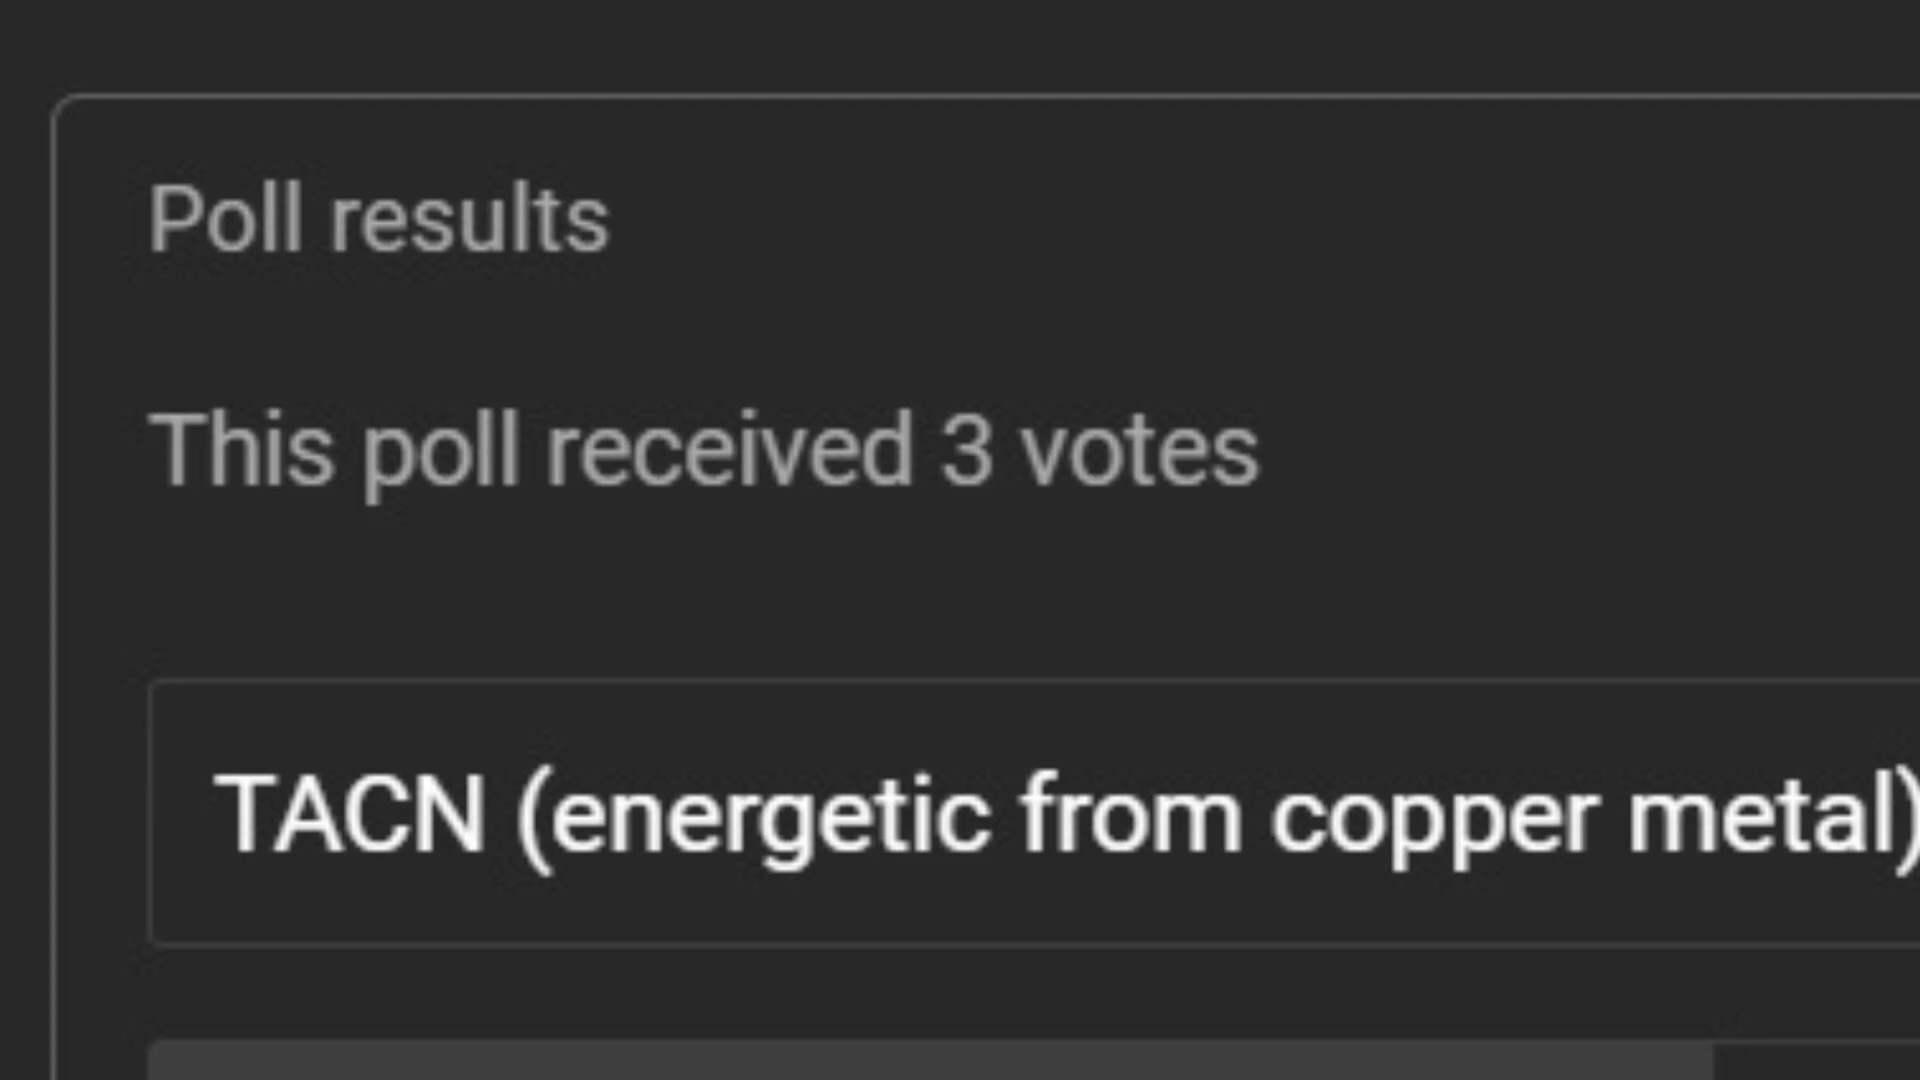 Poll results
This poll received 3 votes
TACN (energetic from copper metal)